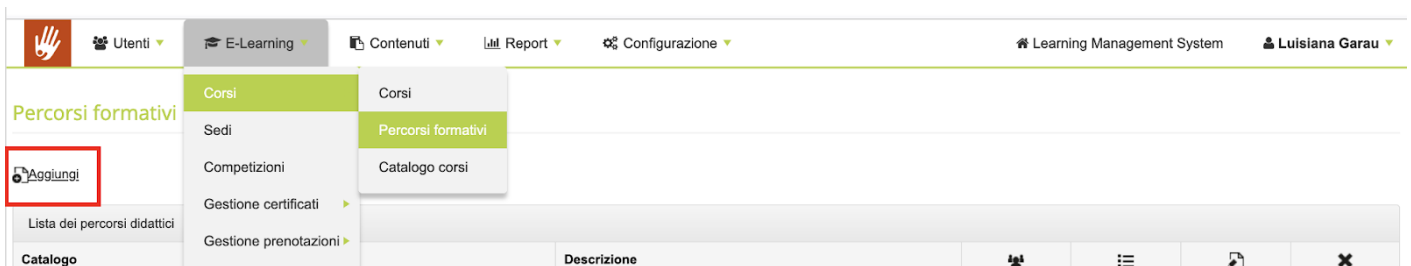 Utenti E-Learning Contenuti Report Configurazione Learning Management System Luisiana Garau
Corsi Corsi
Percorsi formativi
Sedi Percorsi formativi
Competizioni Catalogo corsi
Aggiungi
Gestione certificati
Lista dei percorsi didattici
Gestione prenotazioni
Catalogo Descrizione